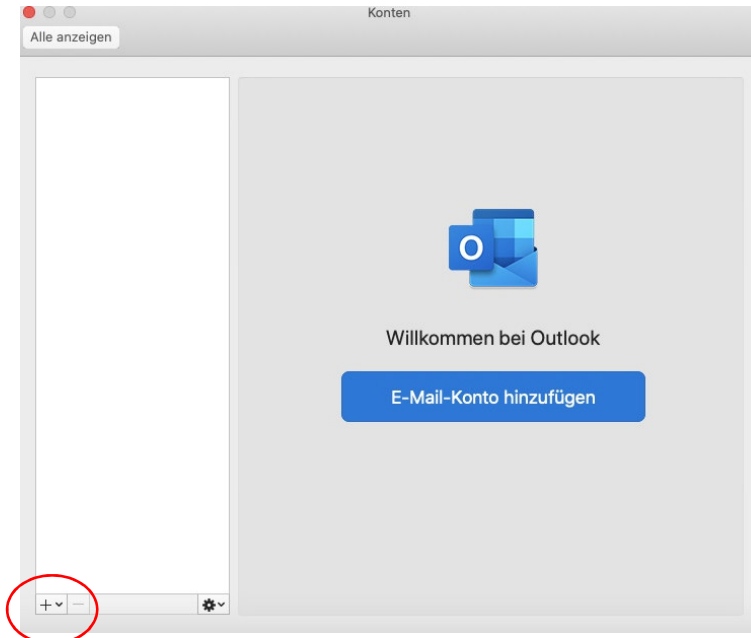 Konten
Alle anzeigen
O
Willkommen bei Outlook
E-Mail-Konto hinzufügen